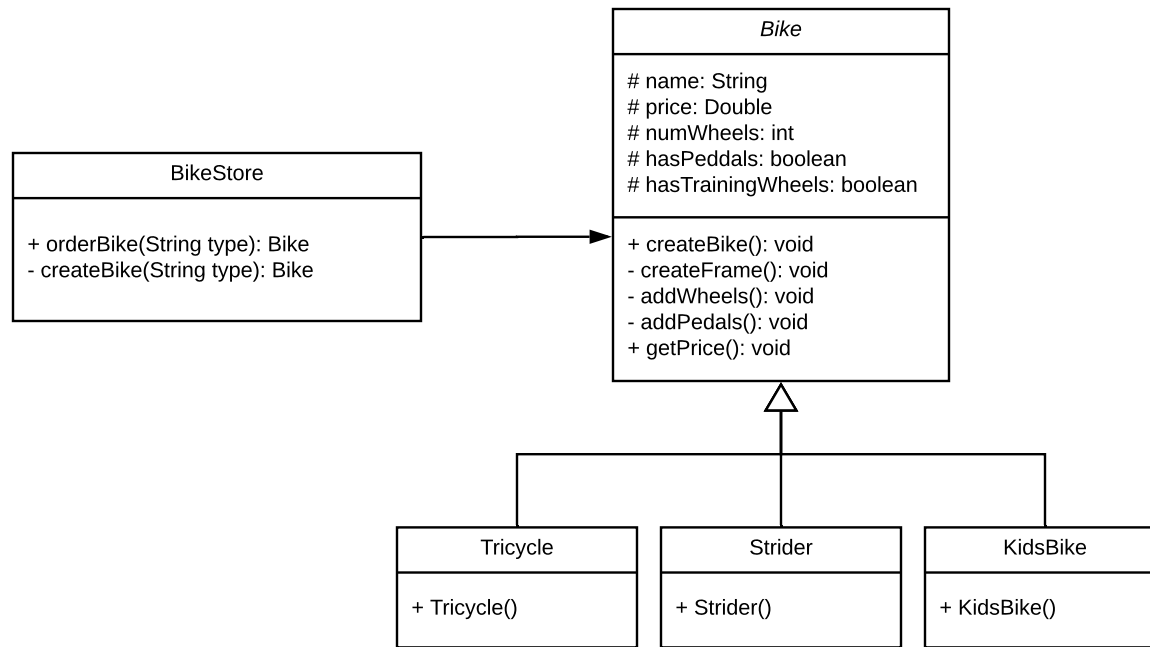 Bike
# name: String
# price: Double
# numWheels: int
# hasPeddals: boolean
# hasTrainingWheels: boolean
+ createBike(): void
- createFrame(): void
- addWheels(): void
- addPedals(): void
+ getPrice(): void
BikeStore
+ orderBike(String type): Bike
- createBike(String type): Bike
Tricycle
+ Tricycle()
Strider
+ Strider()
KidsBike
+ KidsBike()